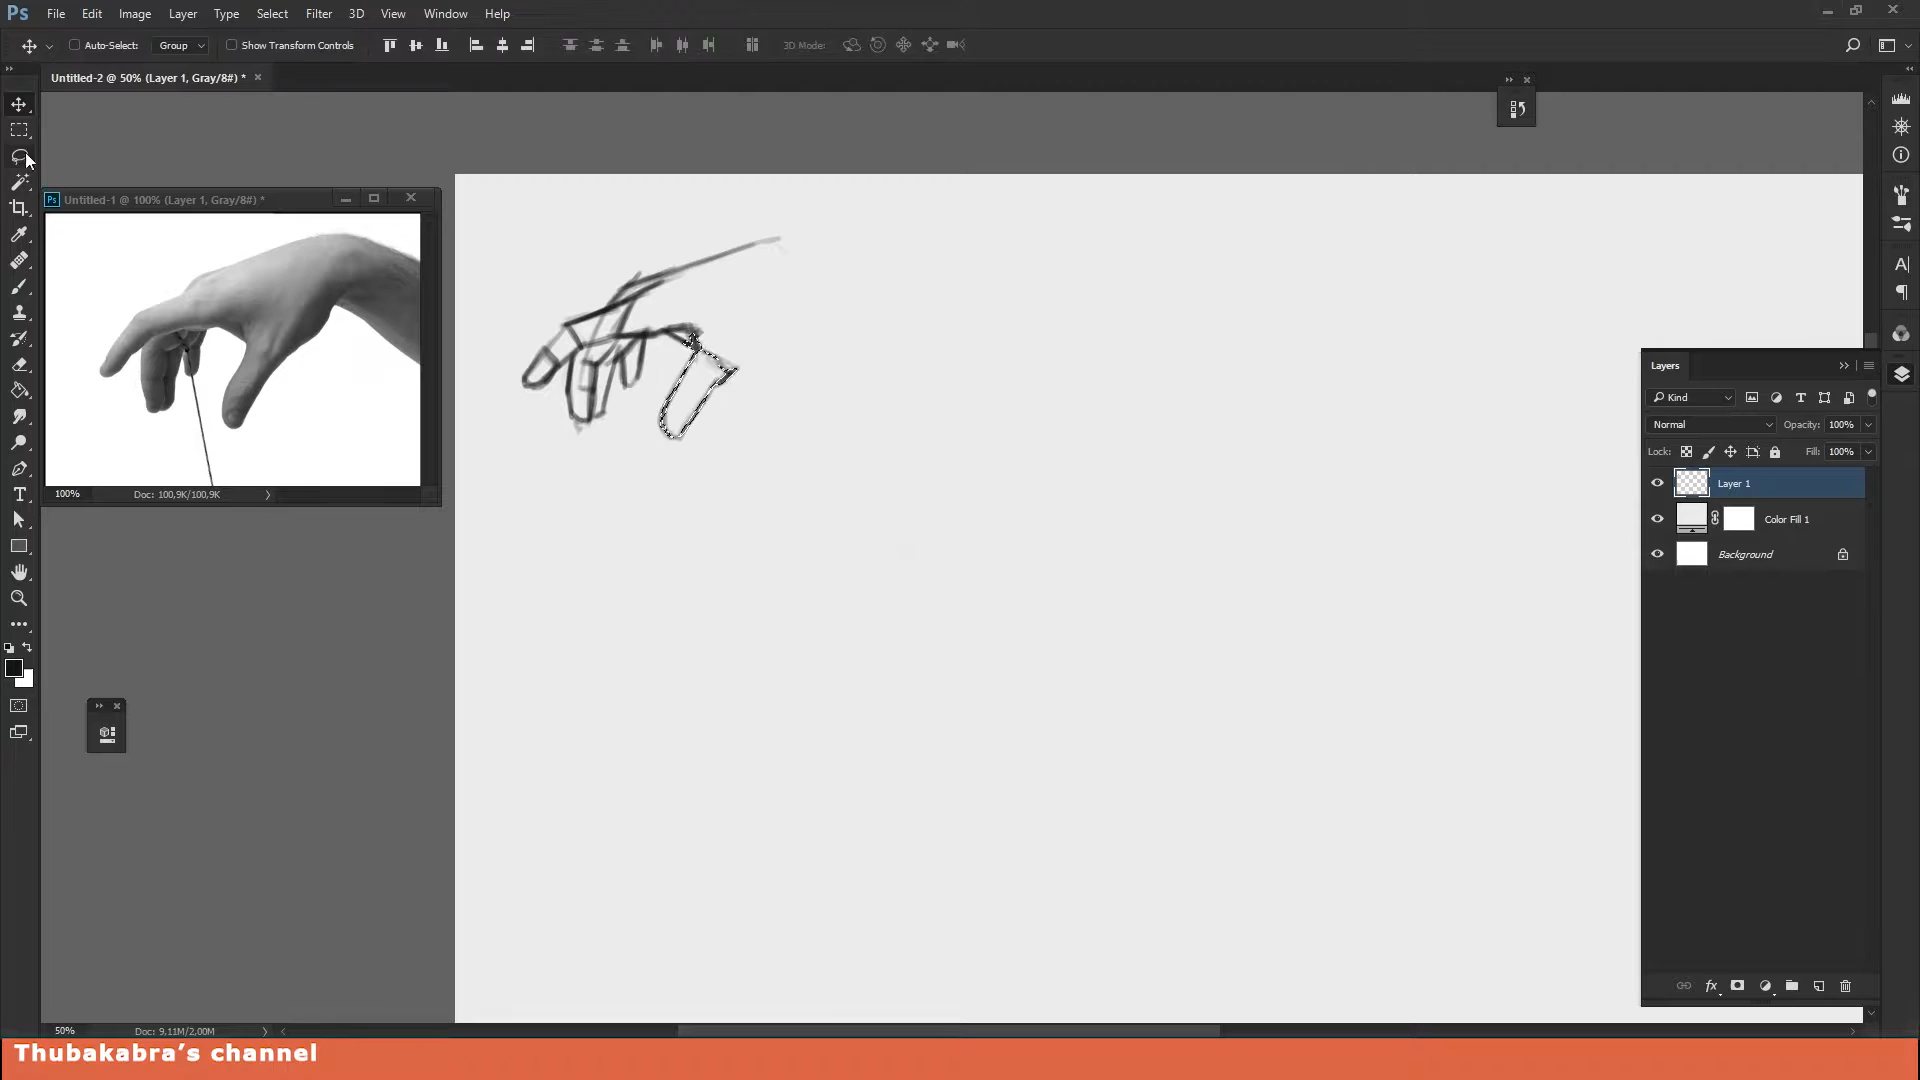 Ps File Edit Image Layer Type Select Filter 3D View Window Help
Auto-Select: Group Show Transform Controls 3D Mode:
Untitled-2 @ 50% (Layer 1, Gray/8#) * ×
Ps Untitled-1 @ 100% (Layer 1, Gray/8#) *
100% Doc: 100,9K/100,9K
Layers
Kind
Normal Opacity: 100%
Lock: Fill: 100%
Layer 1
Color Fill 1
Background
fx
50% Doc: 9,11M/2,00M
Thubakabra's channel